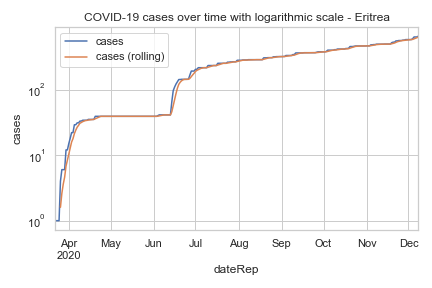 COVID-19 cases over time with logarithmic scale - Eritrea
cases
cases (rolling)
cases
10²
10¹
10⁰
Apr May Jun Jul Aug Sep Oct Nov Dec
2020
dateRep